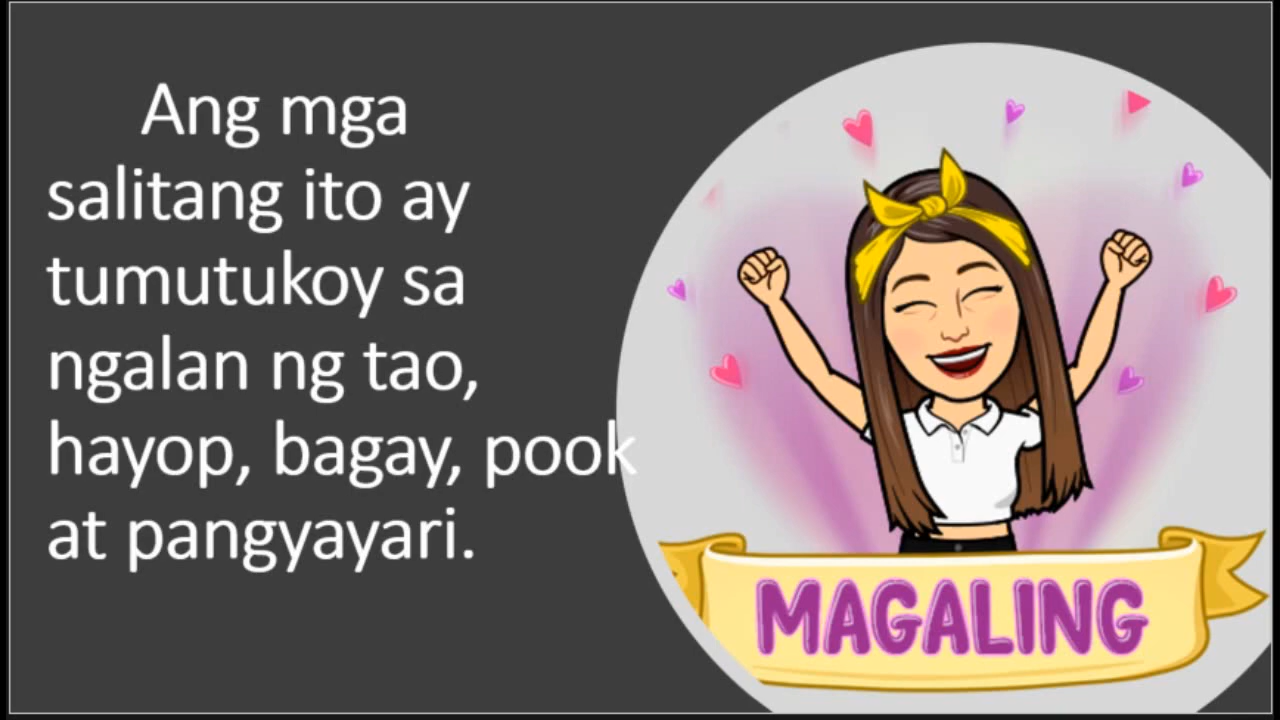 Ang mga
salitang ito ay
tumutukoy sa
ngalan ng tao,
hayop, bagay, pook
at pangyayari.
MAGALING